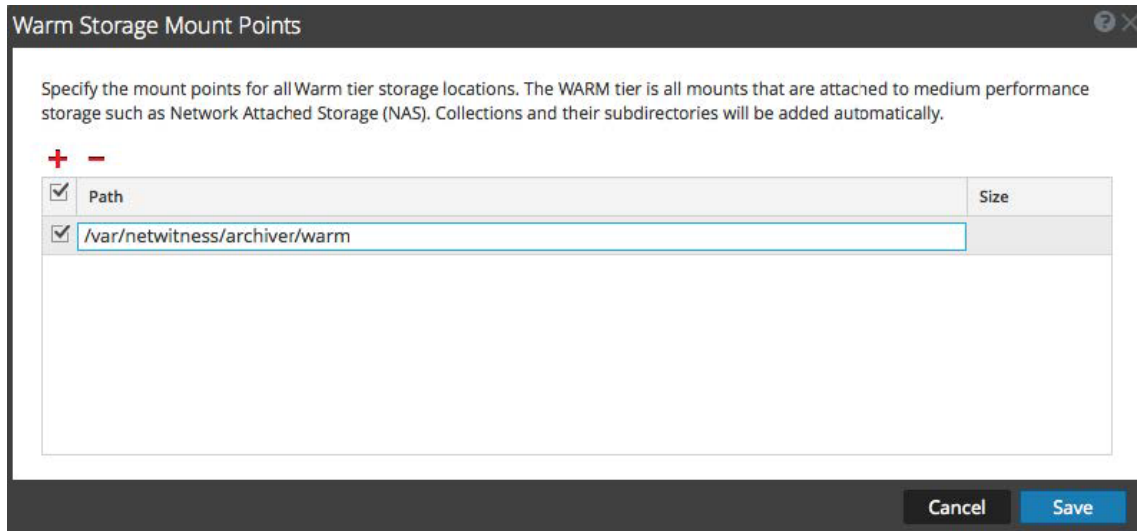 Warm Storage Mount Points
Specify the mount points for all Warm tier storage locations. The WARM tier is all mounts that are attached to medium performance
storage such as Network Attached Storage (NAS). Collections and their subdirectories will be added automatically.
Path Size
/var/netwitness/archiver/warm
Cancel Save